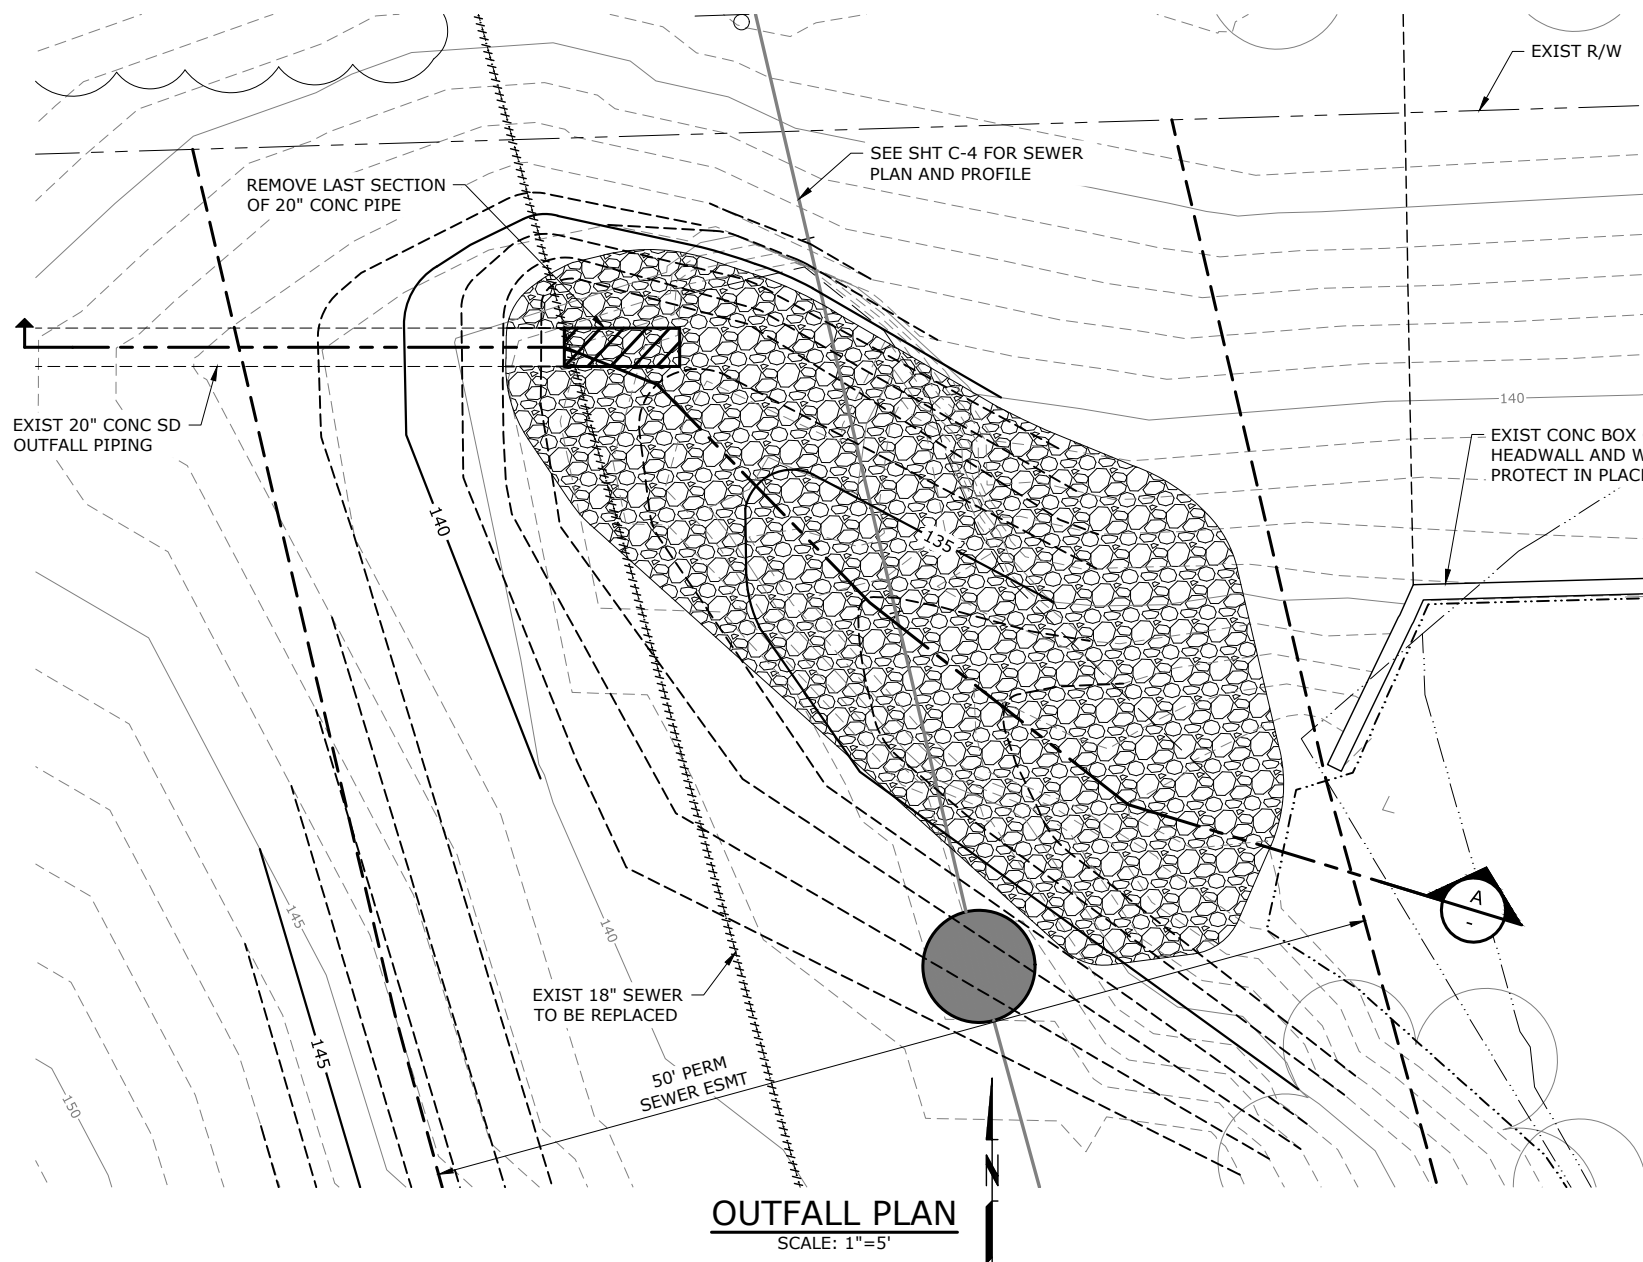 EXIST R/W
SEE SHT C-4 FOR SEWER
PLAN AND PROFILE
REMOVE LAST SECTION
OF 20" CONC PIPE
EXIST 20" CONC SD
OUTFALL PIPING
140
140
EXIST CONC BOX
HEADWALL AND W
PROTECT IN PLAC
135
A
-
145
140
EXIST 18" SEWER
TO BE REPLACED
145
50' PERM
SEWER ESMT
150
N
OUTFALL PLAN
SCALE: 1"=5'